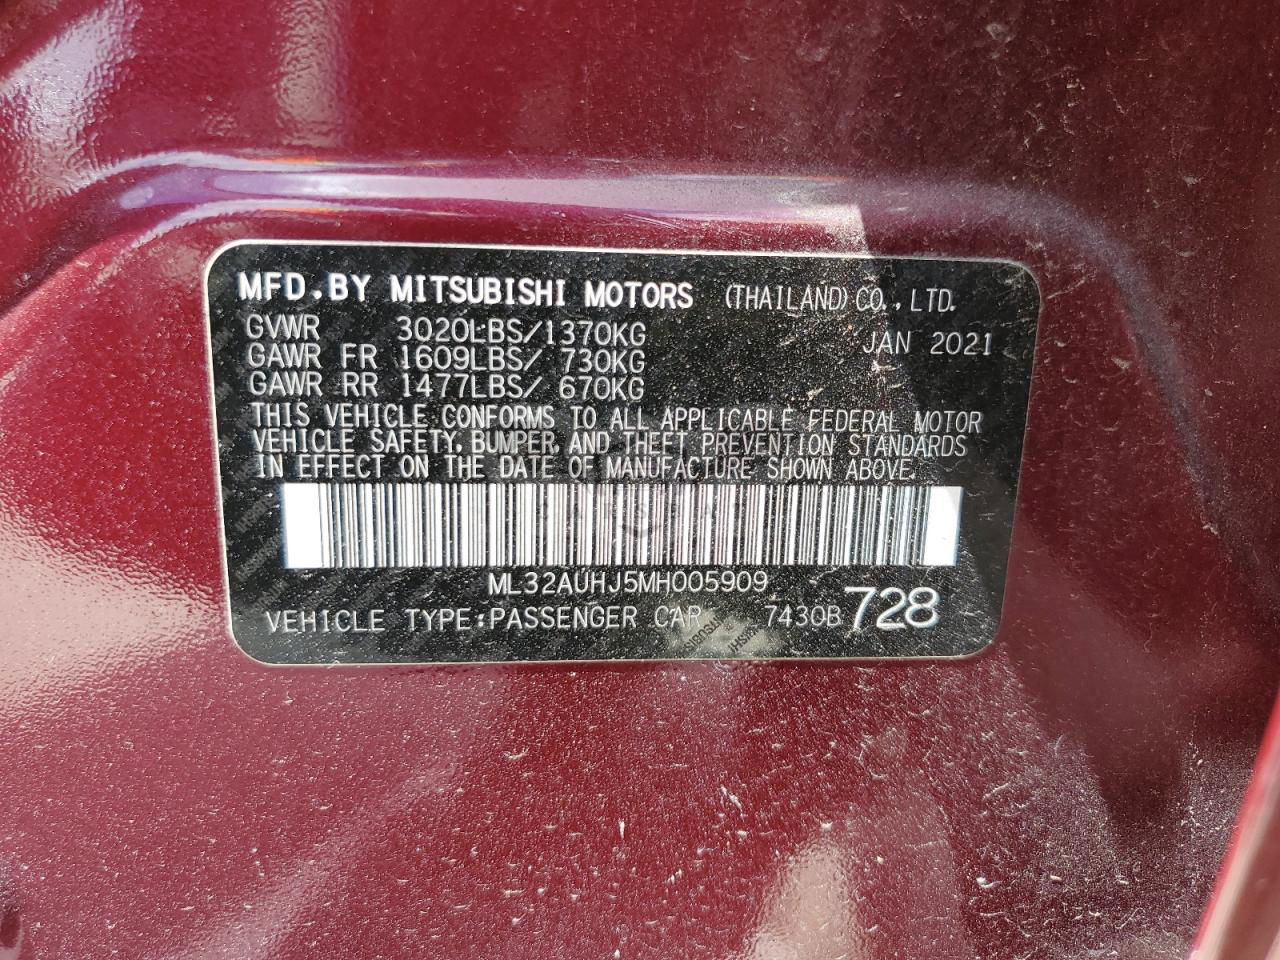 MFD.BY MITSUBISHI MOTORS (THAILAND) CO.,LTD.
GVWR 3020LBS/1370KG JAN 2021
GAWR FR 1609LBS/ 730KG
GAWR RR 1477LBS/ 670KG
THIS VEHICLE CONFORMS TO ALL APPLICABLE FEDERAL MOTOR
VEHICLE SAFETY, BUMPER, AND THEFT PREVENTION STANDARDS
IN EFFECT ON THE DATE OF MANUFACTURE SHOWN ABOVE.
ML32AUHJ5MH005909
VEHICLE TYPE:PASSENGER CAR 7430B 728